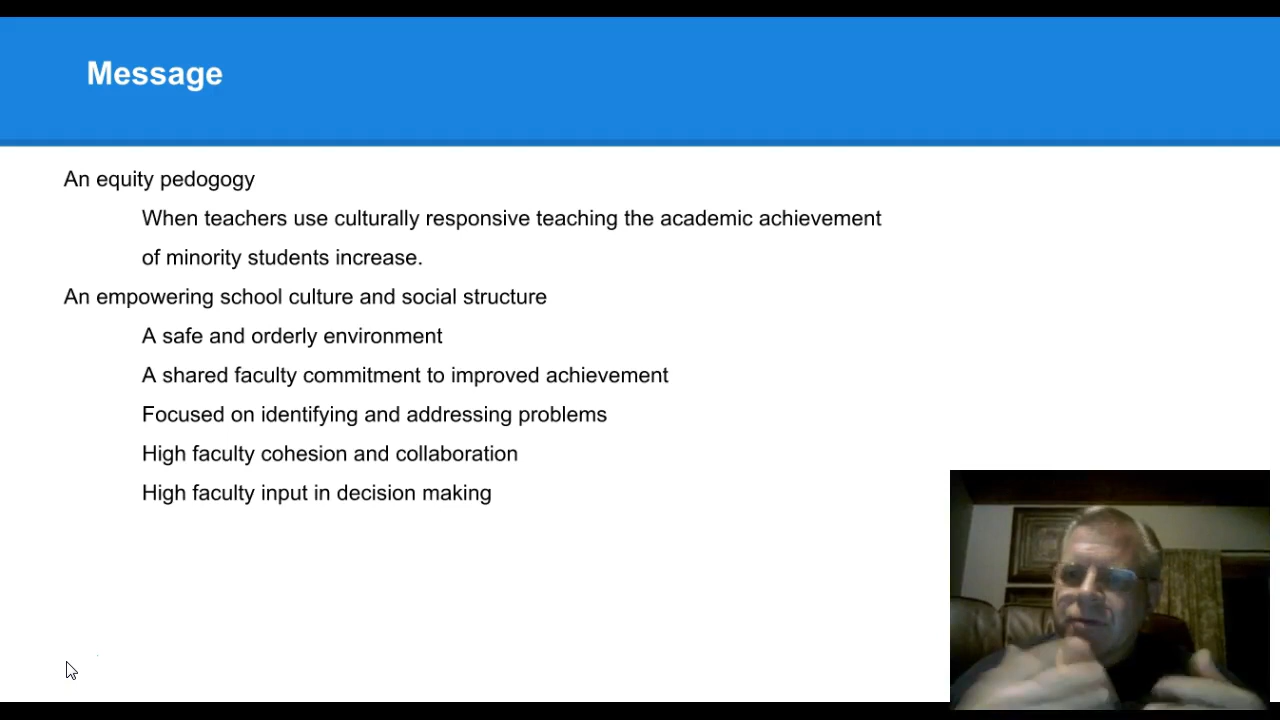 Message
An equity pedogogy
When teachers use culturally responsive teaching the academic achievement
of minority students increase.
An empowering school culture and social structure
A safe and orderly environment
A shared faculty commitment to improved achievement
Focused on identifying and addressing problems
High faculty cohesion and collaboration
High faculty input in decision making